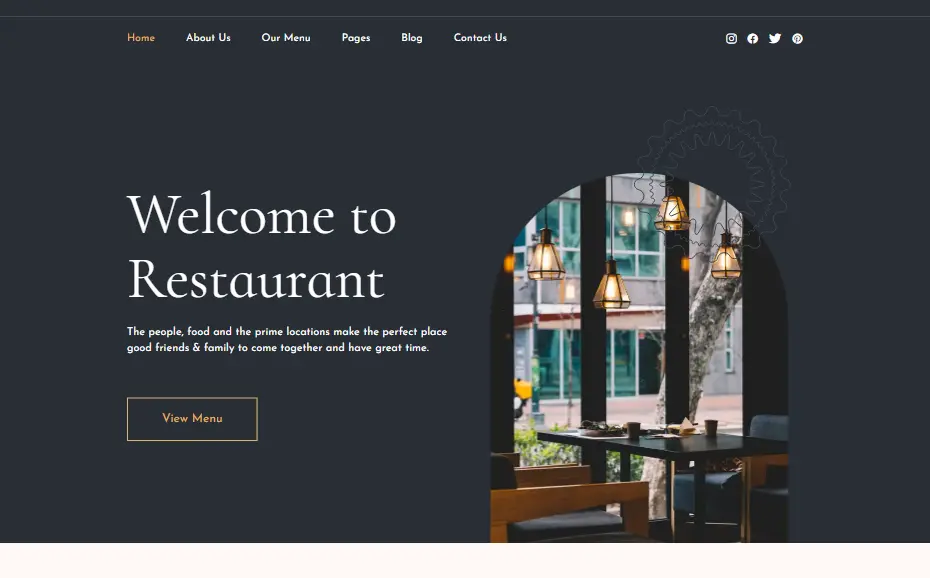 Home About Us Our Menu Pages Blog Contact Us
Welcome to
Restaurant
The people, food and the prime locations make the perfect place
good friends & family to come together and have great time.
View Menu